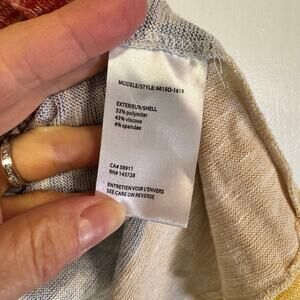 MODELE/STYLE: 66150-1619
EXTERIEUR/SHELL
53% polyester
43% viscose
4% spandex
CA# 58911
RN# 143728
ENTRETIEN VOIR L'ENVERS
SEE CARE ON REVERSE